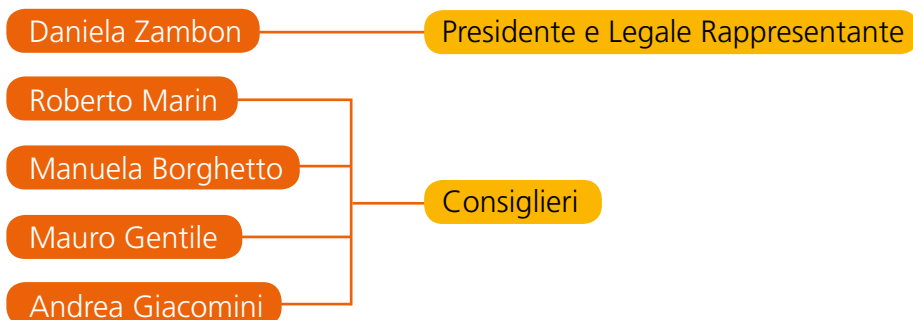 Daniela Zambon
Presidente e Legale Rappresentante
Roberto Marin
Manuela Borghetto
Consiglieri
Mauro Gentile
Andrea Giacomini